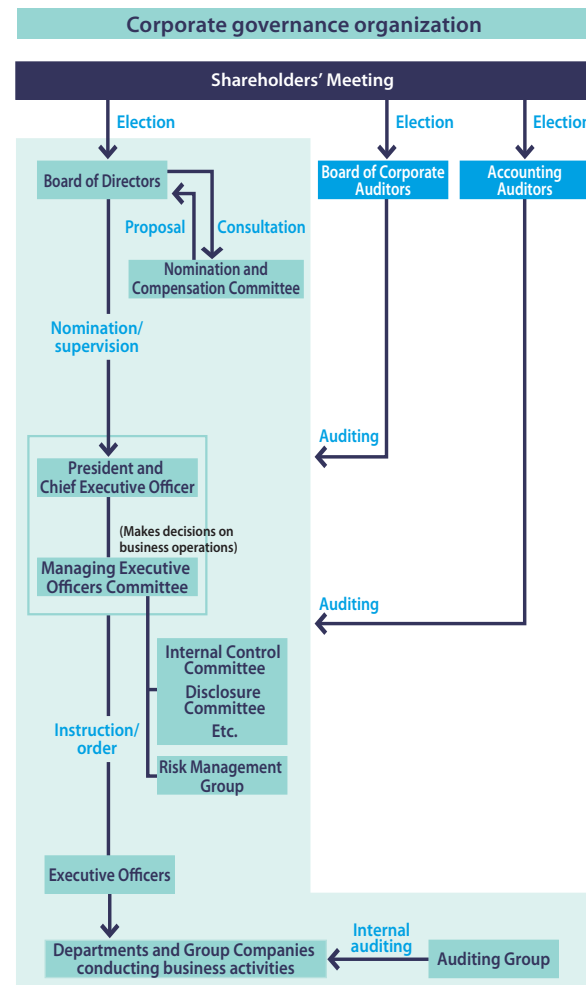 Corporate governance organization
Shareholders’ Meeting
Election
Election
Election
Board of Directors
Board of Corporate
Auditors
Accounting
Auditors
Proposal
Consultation
Nomination and
Compensation Committee
Nomination/
supervision
Auditing
President and
Chief Executive Officer
(Makes decisions on
business operations)
Managing Executive
Officers Committee
Auditing
Internal Control
Committee
Disclosure
Committee
Etc.
Instruction/
order
Risk Management
Group
Executive Officers
Departments and Group Companies
conducting business activities
Internal
auditing
Auditing Group